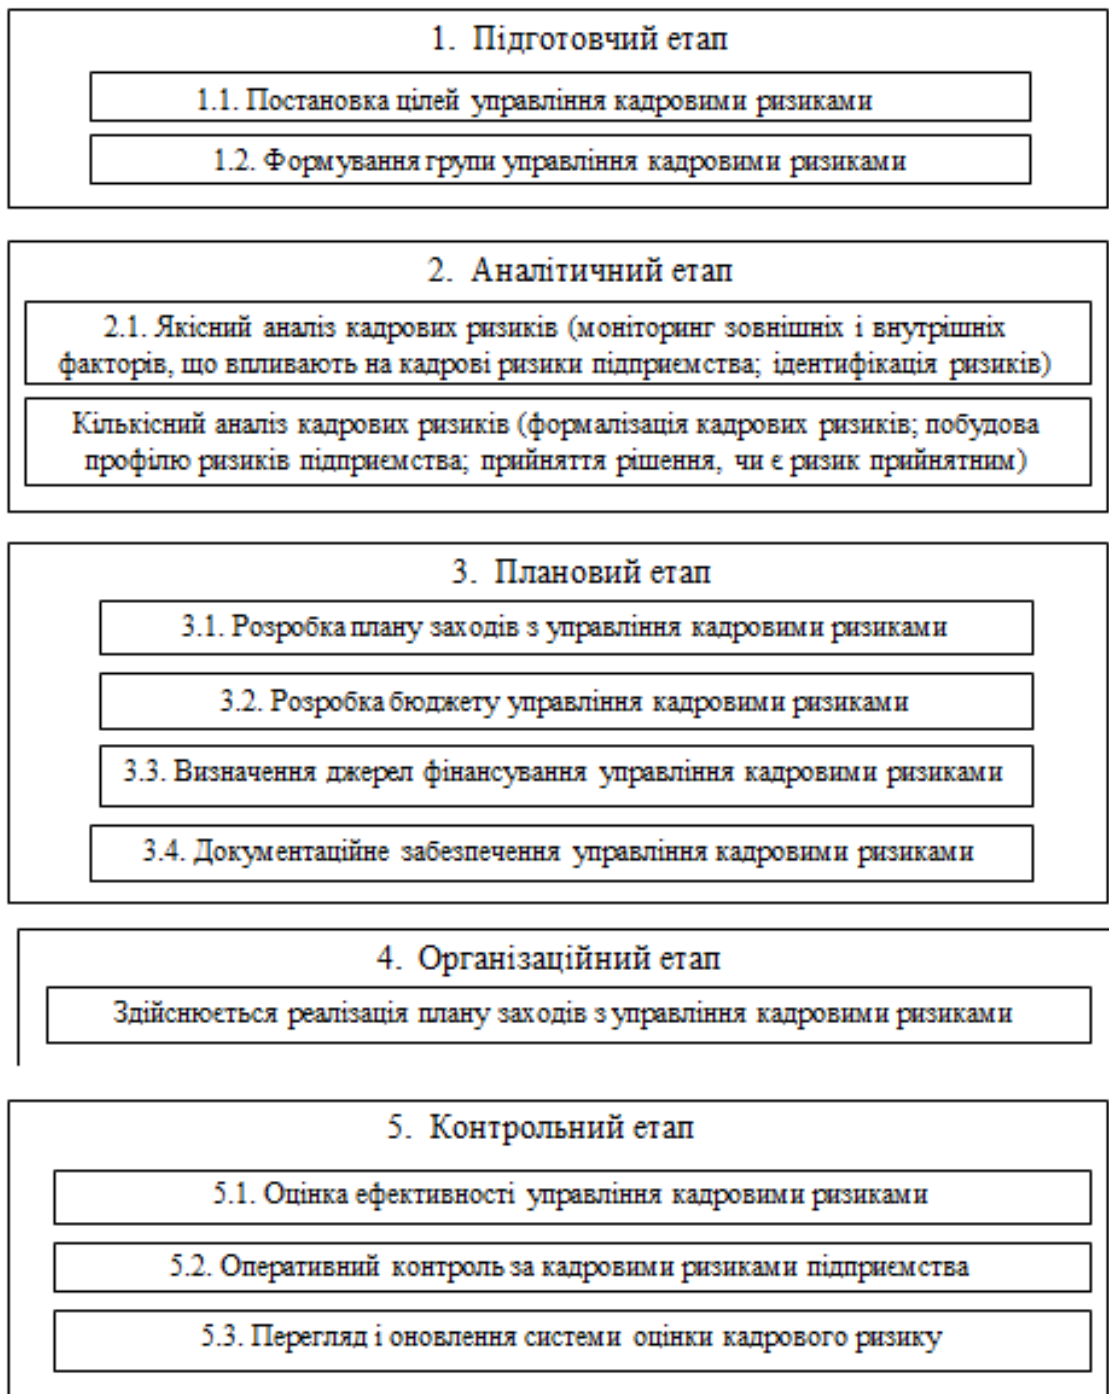 1. Підготовчий етап
1.1. Постановка цілей управління кадровими ризиками
1.2. Формування групи управління кадровими ризиками
2. Аналітичний етап
2.1. Якісний аналіз кадрових ризиків (моніторинг зовнішніх і внутрішніх
факторів, що впливають на кадрові ризики підприємства; ідентифікація ризиків)
Кількісний аналіз кадрових ризиків (формалізація кадрових ризиків; побудова
профілю ризиків підприємства; прийняття рішення, чи є ризик прийнятним)
3. Плановий етап
3.1. Розробка плану заходів з управління кадровими ризиками
3.2. Розробка бюджету управління кадровими ризиками
3.3. Визначення джерел фінансування управління кадровими ризиками
3.4. Документаційне забезпечення управління кадровими ризиками
4. Організаційний етап
Здійснюється реалізація плану заходів з управління кадровими ризиками
5. Контрольний етап
5.1. Оцінка ефективності управління кадровими ризиками
5.2. Оперативний контроль за кадровими ризиками підприємства
5.3. Перегляд і оновлення системи оцінки кадрового ризику